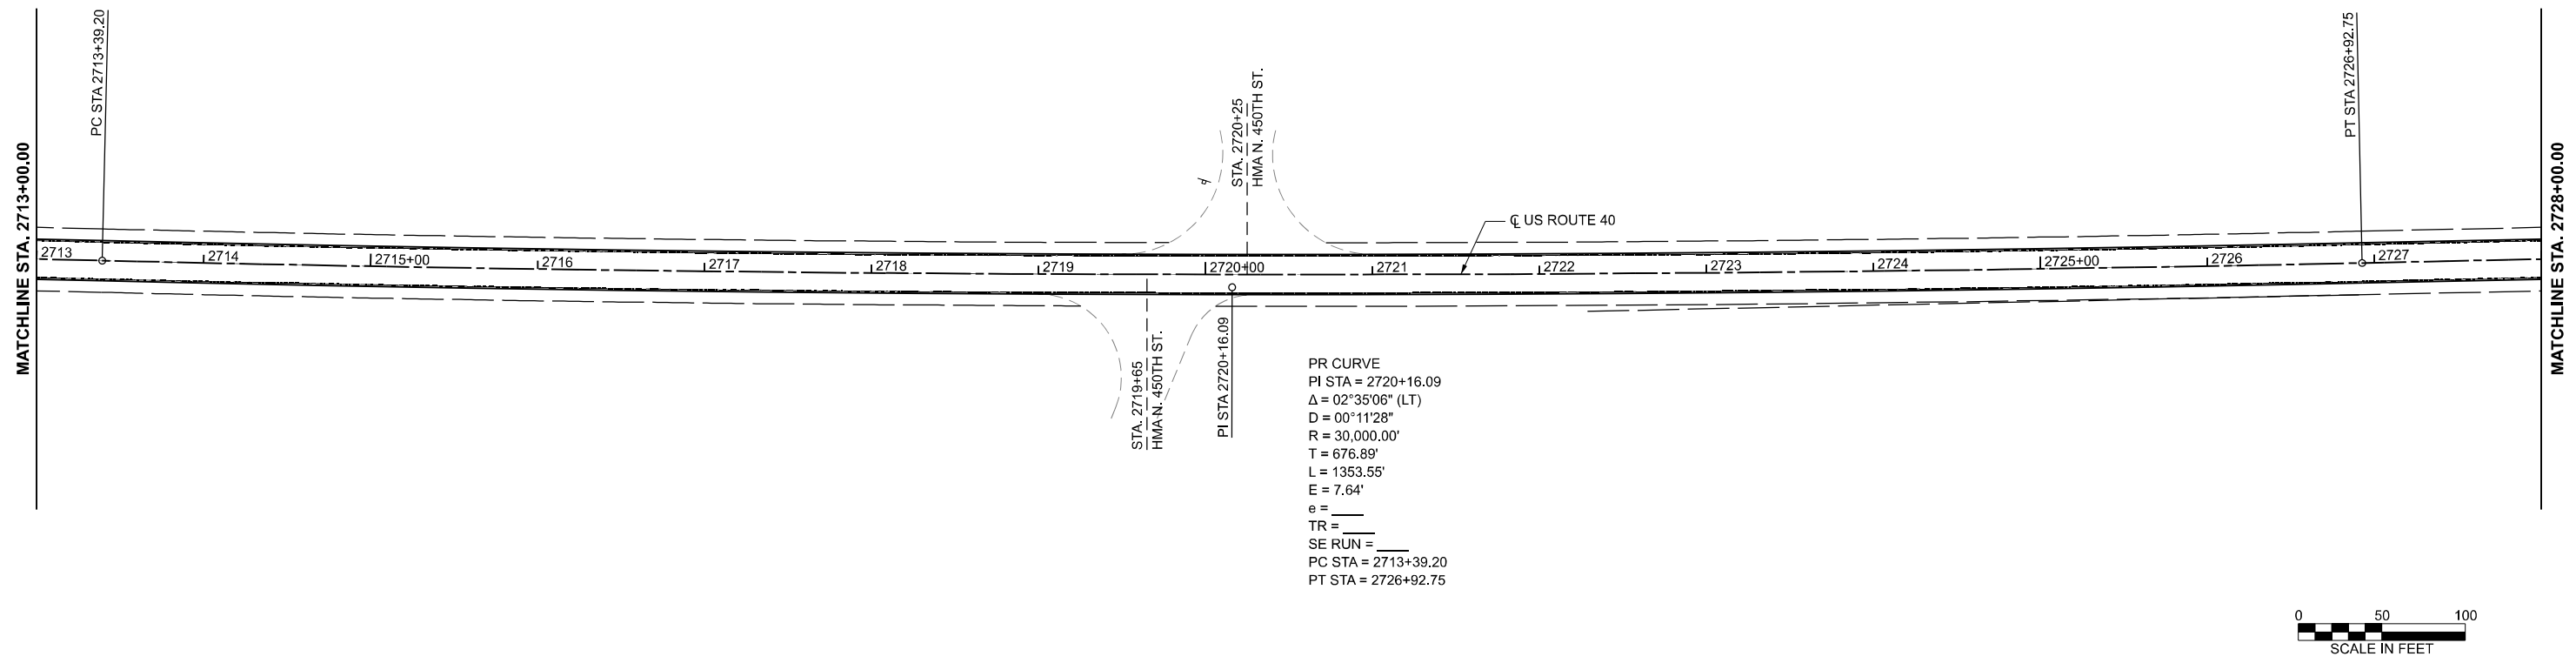 MATCHLINE STA. 2713+00.00
PC STA 2713+39.20
STA. 2720+25
HMA N. 450TH ST.
PT STA 2726+92.75
MATCHLINE STA. 2728+00.00
℄ US ROUTE 40
2713
2714
2715+00
2716
2717
2718
2719
2720+00
2721
2722
2723
2724
2725+00
2726
2727
STA. 2719+65
HMA N. 450TH ST.
PI STA 2720+16.09
PR CURVE
PI STA = 2720+16.09
Δ = 02°35'06" (LT)
D = 00°11'28"
R = 30,000.00'
T = 676.89'
L = 1353.55'
E = 7.64'
e = ____
TR = ____
SE RUN = ____
PC STA = 2713+39.20
PT STA = 2726+92.75
0 50 100
SCALE IN FEET